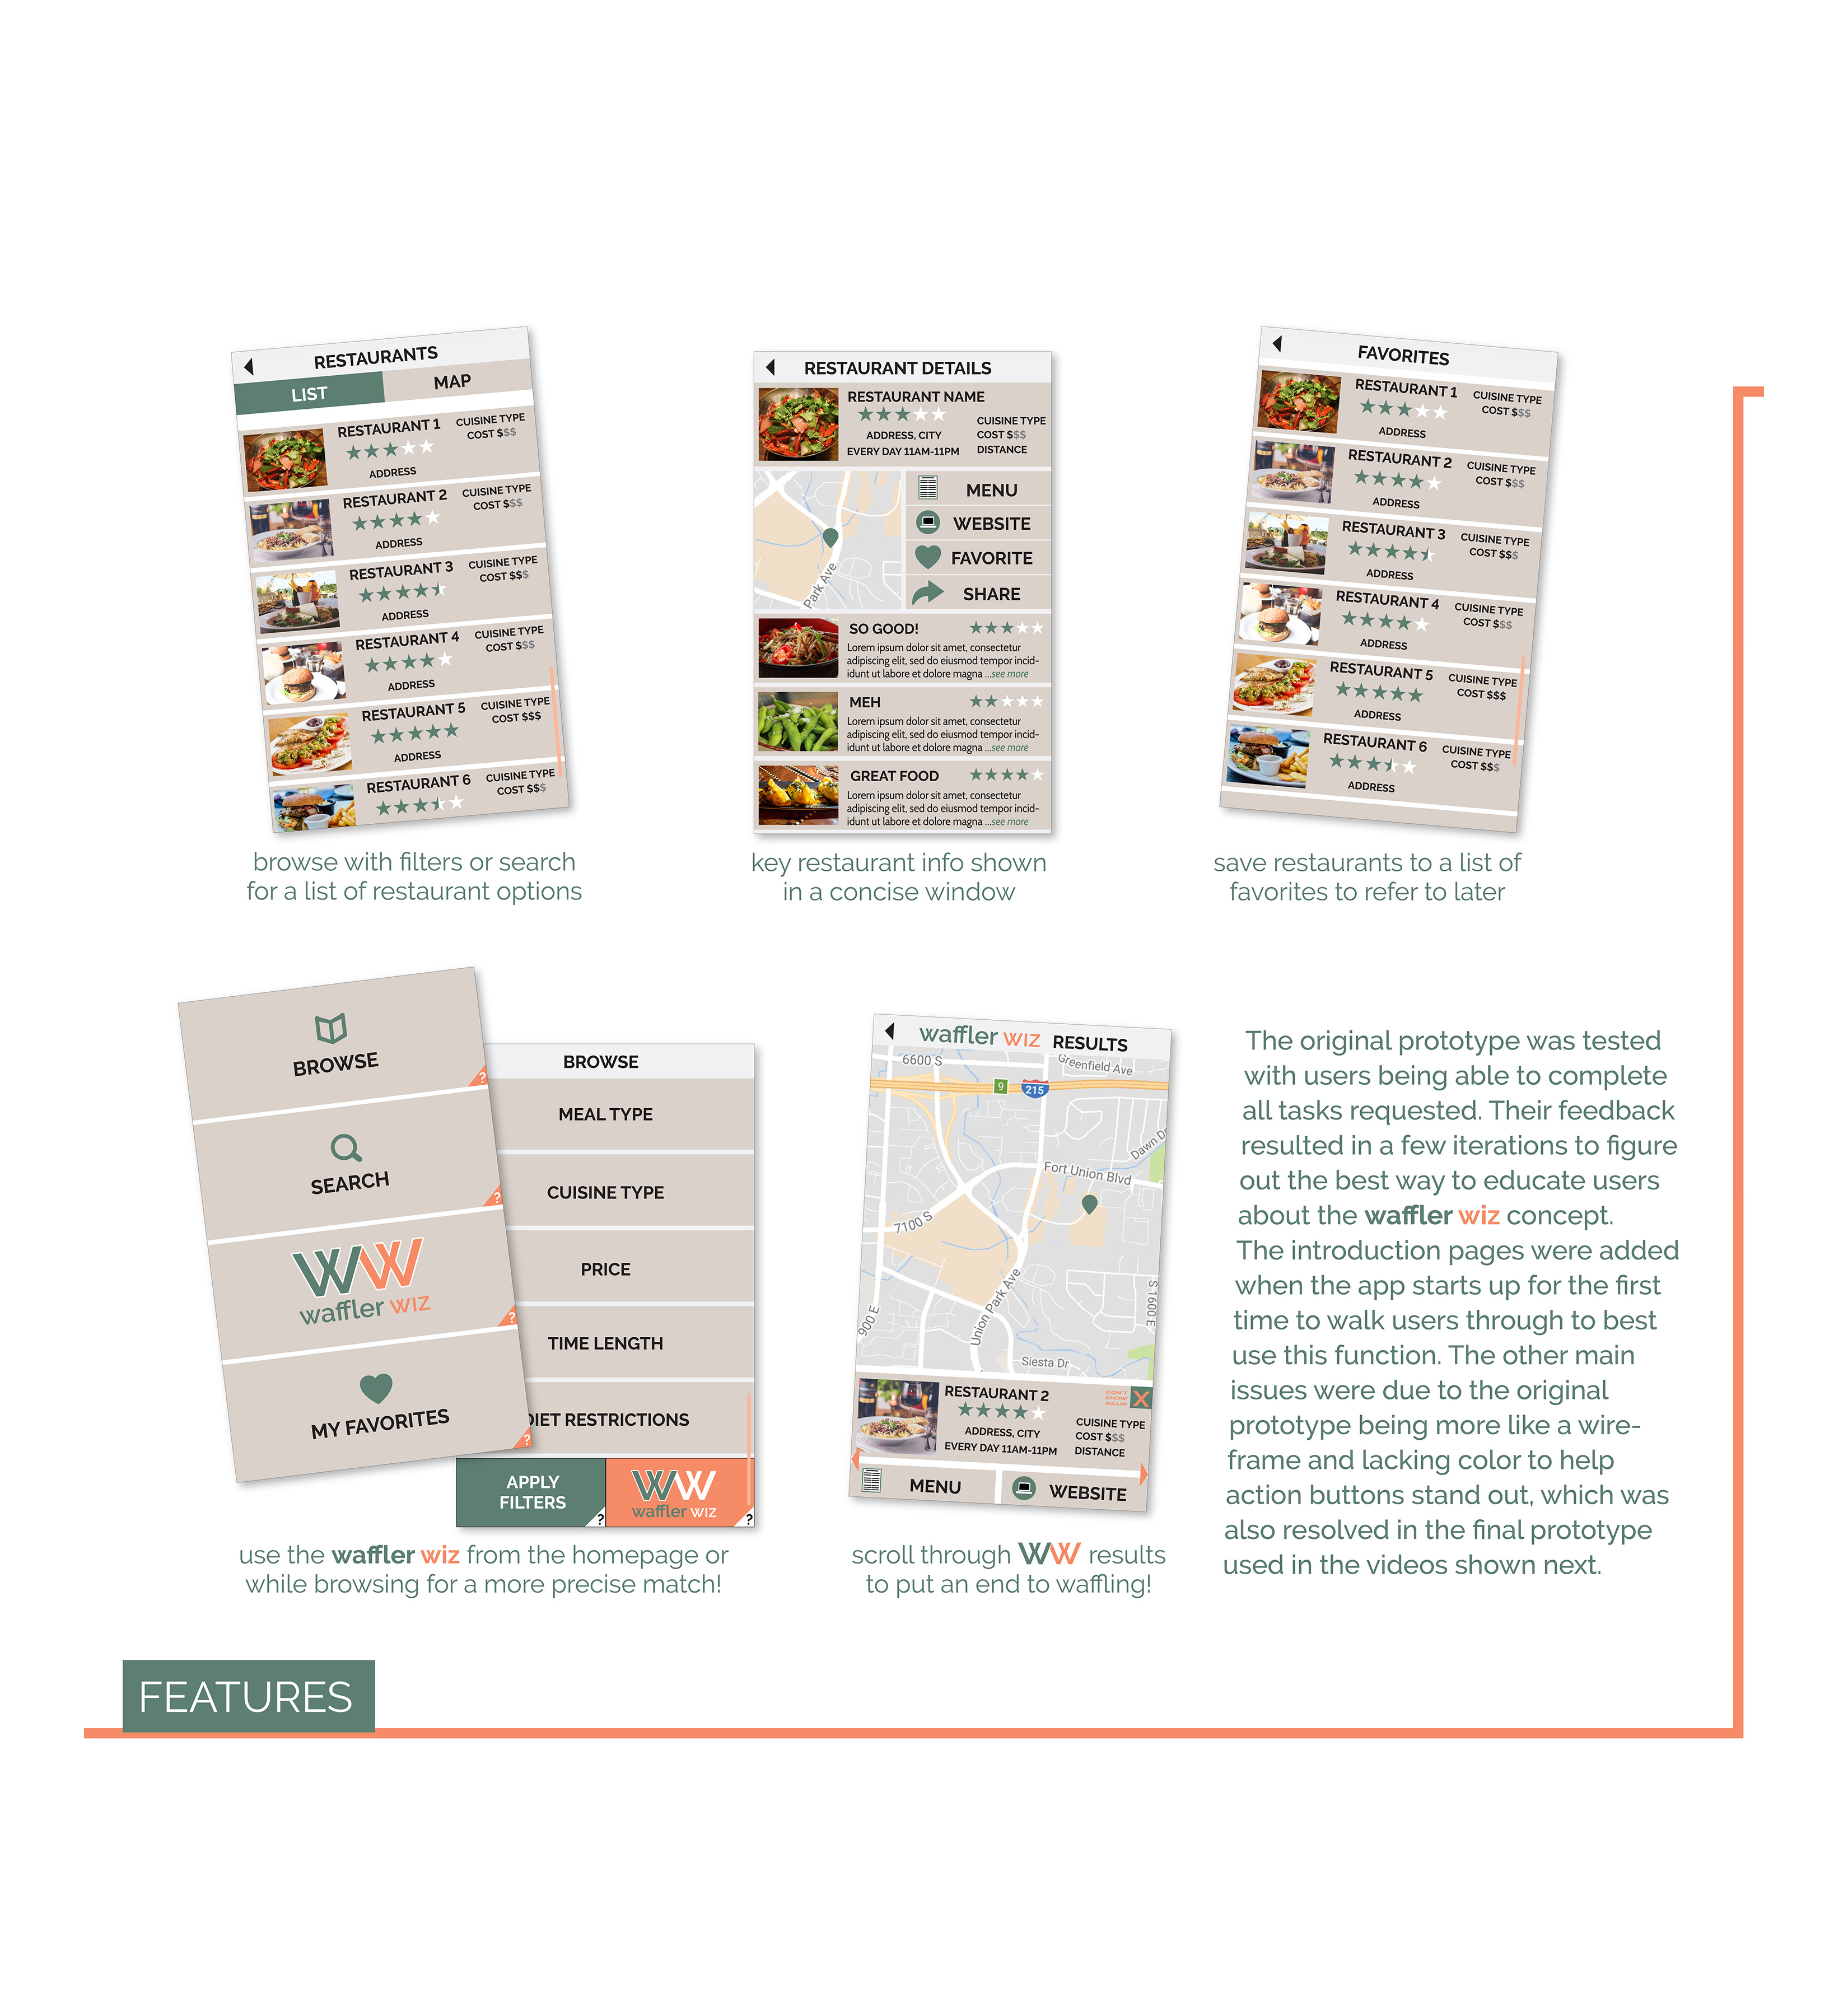 RESTAURANTS
LIST
MAP
RESTAURANT 1
CUISINE TYPE
COST $$$
ADDRESS
RESTAURANT 2
CUISINE TYPE
COST $$$
ADDRESS
RESTAURANT 3
CUISINE TYPE
COST $$$
ADDRESS
RESTAURANT 4
CUISINE TYPE
COST $$$
ADDRESS
RESTAURANT 5
CUISINE TYPE
COST $$$
ADDRESS
RESTAURANT 6
CUISINE TYPE
COST $$$
browse with filters or search
for a list of restaurant options
RESTAURANT DETAILS
RESTAURANT NAME
CUISINE TYPE
ADDRESS, CITY
COST $$$
EVERY DAY 11AM-11PM
DISTANCE
Park Ave
MENU
WEBSITE
FAVORITE
SHARE
SO GOOD!
Lorem ipsum dolor sit amet, consectetur
adipiscing elit, sed do eiusmod tempor incid-
idunt ut labore et dolore magna ...see more
MEH
Lorem ipsum dolor sit amet, consectetur
adipiscing elit, sed do eiusmod tempor incid-
idunt ut labore et dolore magna ...see more
GREAT FOOD
Lorem ipsum dolor sit amet, consectetur
adipiscing elit, sed do eiusmod tempor incid-
idunt ut labore et dolore magna ...see more
key restaurant info shown
in a concise window
FAVORITES
RESTAURANT 1
CUISINE TYPE
COST $$$
ADDRESS
RESTAURANT 2
CUISINE TYPE
COST $$$
ADDRESS
RESTAURANT 3
CUISINE TYPE
COST $$$
ADDRESS
RESTAURANT 4
CUISINE TYPE
COST $$$
ADDRESS
RESTAURANT 5
CUISINE TYPE
COST $$$
ADDRESS
RESTAURANT 6
CUISINE TYPE
COST $$$
ADDRESS
save restaurants to a list of
favorites to refer to later
BROWSE
?
SEARCH
?
WW
waffler wiz
?
MY FAVORITES
?
BROWSE
MEAL TYPE
CUISINE TYPE
PRICE
TIME LENGTH
DIET RESTRICTIONS
APPLY
FILTERS
?
WW
waffler wiz
?
use the waffler wiz from the homepage or
while browsing for a more precise match!
waffler wiz RESULTS
6600 S
Greenfield Ave
9
215
Dawn Dr
Fort Union Blvd
7100 S
Union Park Ave
900 E
S 1600 E
Siesta Dr
RESTAURANT 2
DON'T
SHOW
AGAIN
X
CUISINE TYPE
ADDRESS, CITY
COST $$$
EVERY DAY 11AM-11PM
DISTANCE
MENU
WEBSITE
scroll through WW results
to put an end to waffling!
The original prototype was tested
with users being able to complete
all tasks requested. Their feedback
resulted in a few iterations to figure
out the best way to educate users
about the waffler wiz concept.
The introduction pages were added
when the app starts up for the first
time to walk users through to best
use this function. The other main
issues were due to the original
prototype being more like a wire-
frame and lacking color to help
action buttons stand out, which was
also resolved in the final prototype
used in the videos shown next.
FEATURES